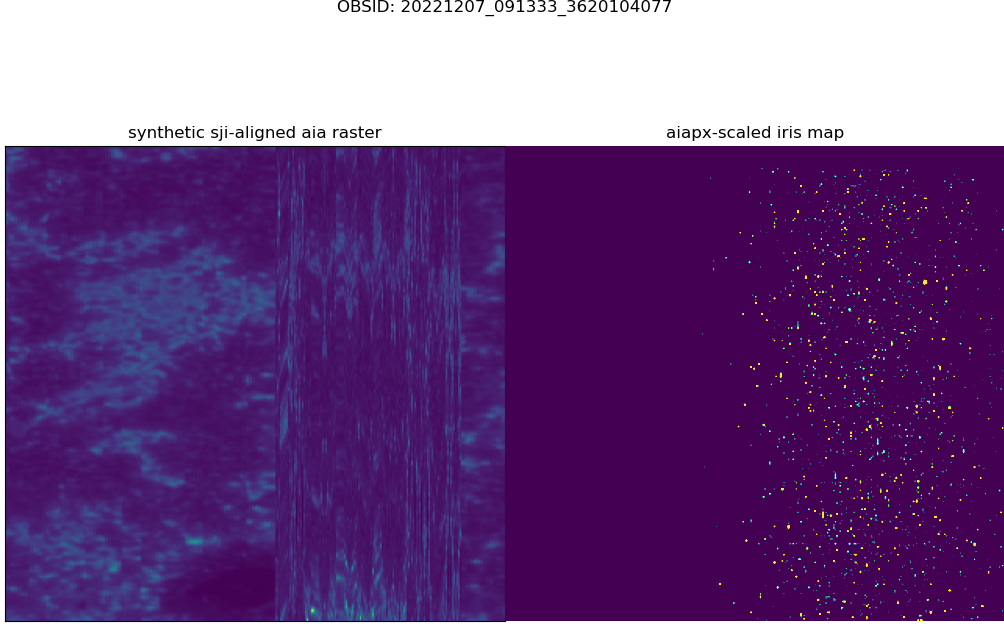 OBSID: 20221207_091333_3620104077
synthetic sji-aligned aia raster
aiapx-scaled iris map